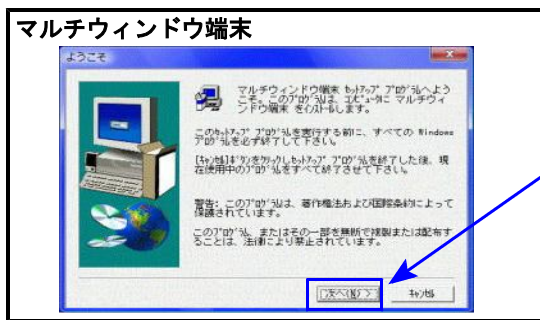 マルチウィンドウ端末
ようこそ
マルチウィンドウ端末 ｾｯﾄｱｯﾌﾟ ﾌﾟﾛｸﾞﾗﾑへよう
こそ。このﾌﾟﾛｸﾞﾗﾑは、ｺﾝﾋﾟｭｰﾀに マルチウィ
ンドウ端末 をｲﾝｽﾄｰﾙします。
このｾｯﾄｱｯﾌﾟ ﾌﾟﾛｸﾞﾗﾑを実行する前に、すべての Windows
ﾌﾟﾛｸﾞﾗﾑを必ず終了して下さい。
[ｷｬﾝｾﾙ]ﾎﾞﾀﾝをｸﾘｯｸしｾｯﾄｱｯﾌﾟ ﾌﾟﾛｸﾞﾗﾑを終了した後、現
在使用中のﾌﾟﾛｸﾞﾗﾑをすべて終了させて下さい。
警告: このﾌﾟﾛｸﾞﾗﾑは、著作権法および国際条約によって
保護されています。
このﾌﾟﾛｸﾞﾗﾑ、またはその一部を無断で複製または配布す
ることは、法律により禁止されています。
次へ(N) >
ｷｬﾝｾﾙ